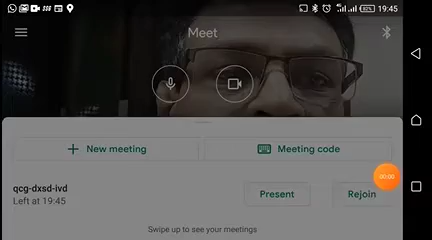 82% 19:45
Meet
+ New meeting
Meeting code
qcg-dxsd-ivd
Left at 19:45
Present
Rejoin
00:00
Swipe up to see your meetings